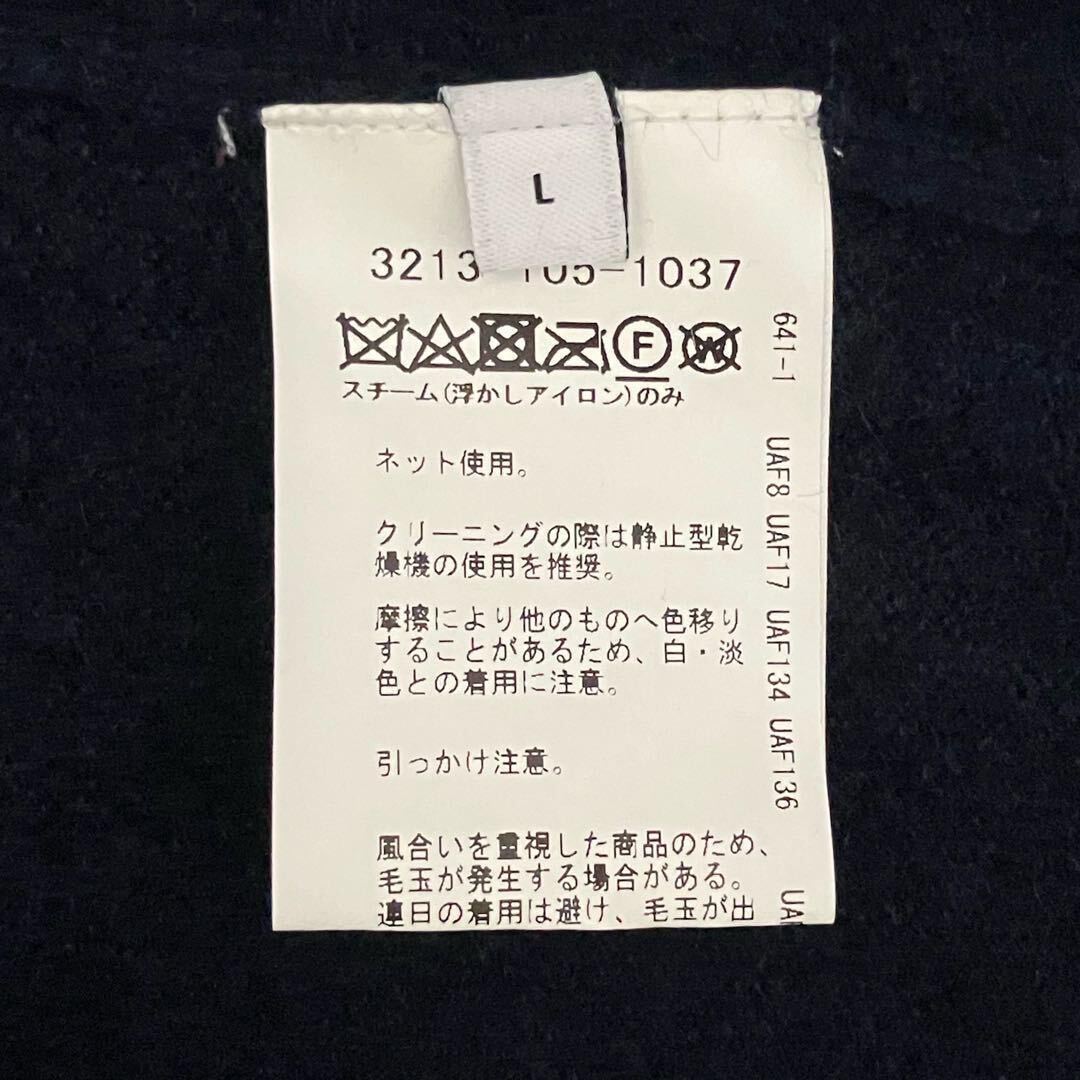 L
3213-105-1037
F W
スチーム(浮かしアイロン)のみ
ネット使用。
クリーニングの際は静止型乾
燥機の使用を推奨。
摩擦により他のものへ色移り
することがあるため、白・淡
色との着用に注意。
引っかけ注意。
風合いを重視した商品のため、
毛玉が発生する場合がある。
連日の着用は避け、毛玉が出
641-1 UAF8 UAF17 UAF134 UAF136